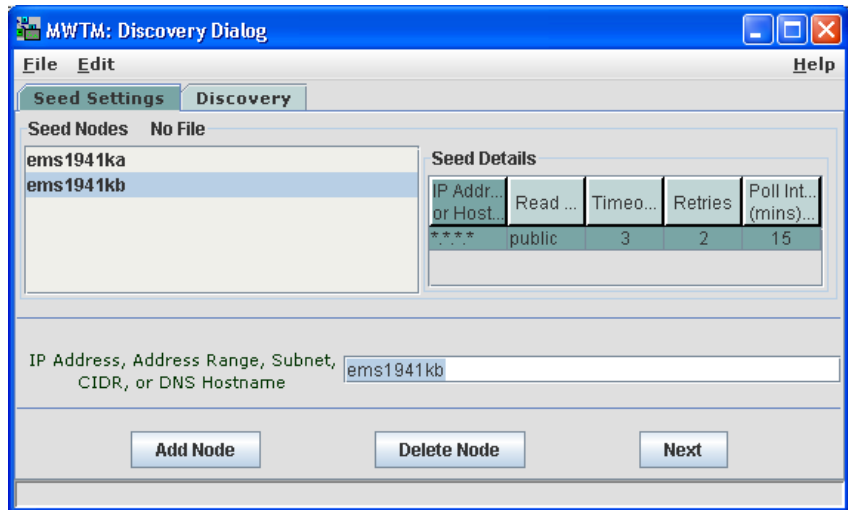 MWTM: Discovery Dialog
File Edit Help
Seed Settings Discovery
Seed Nodes No File
ems1941ka
ems1941kb
Seed Details
IP Addr... or Host... Read ... Timeo... Retries Poll Int... (mins)...
*.*.*.* public 3 2 15
IP Address, Address Range, Subnet,
CIDR, or DNS Hostname
ems1941kb
Add Node Delete Node Next